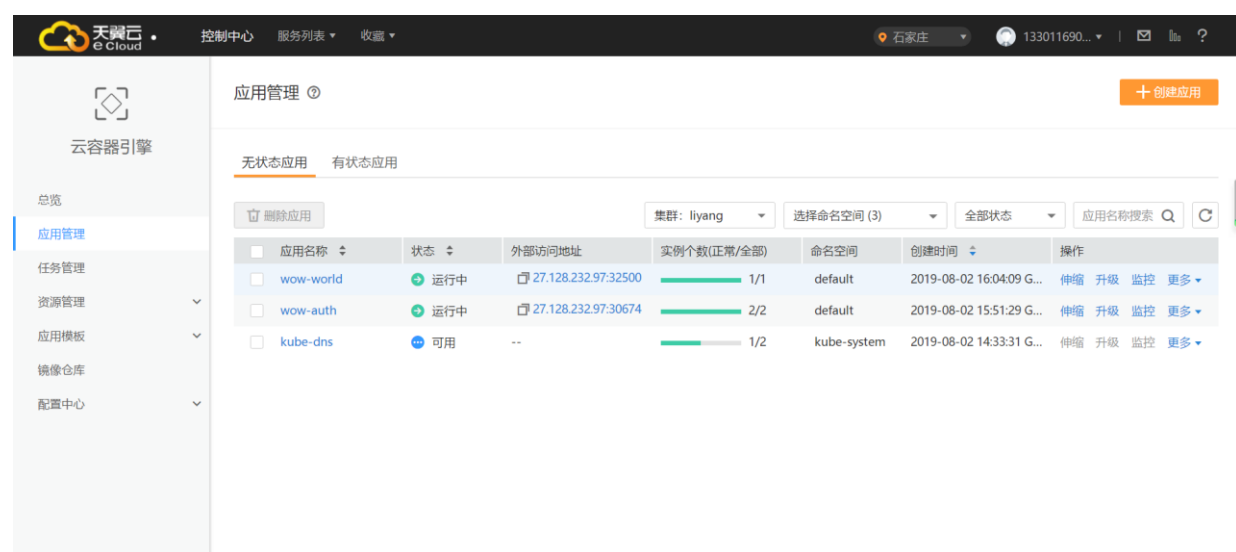 天翼云 控制中心 服务列表 收藏 石家庄 133011690... | ?
e Cloud
应用管理 ? 创建应用
云容器引擎
无状态应用 有状态应用
总览
应用管理
任务管理
资源管理
应用模板
镜像仓库
配置中心
删除应用 集群：liyang 选择命名空间 (3) 全部状态 应用名称搜索
应用名称 状态 外部访问地址 实例个数(正常/全部) 命名空间 创建时间 操作
wow-world 运行中 27.128.232.97:32500 1/1 default 2019-08-02 16:04:09 G... 伸缩 升级 监控 更多
wow-auth 运行中 27.128.232.97:30674 2/2 default 2019-08-02 15:51:29 G... 伸缩 升级 监控 更多
kube-dns 可用 -- 1/2 kube-system 2019-08-02 14:33:31 G... 伸缩 升级 监控 更多